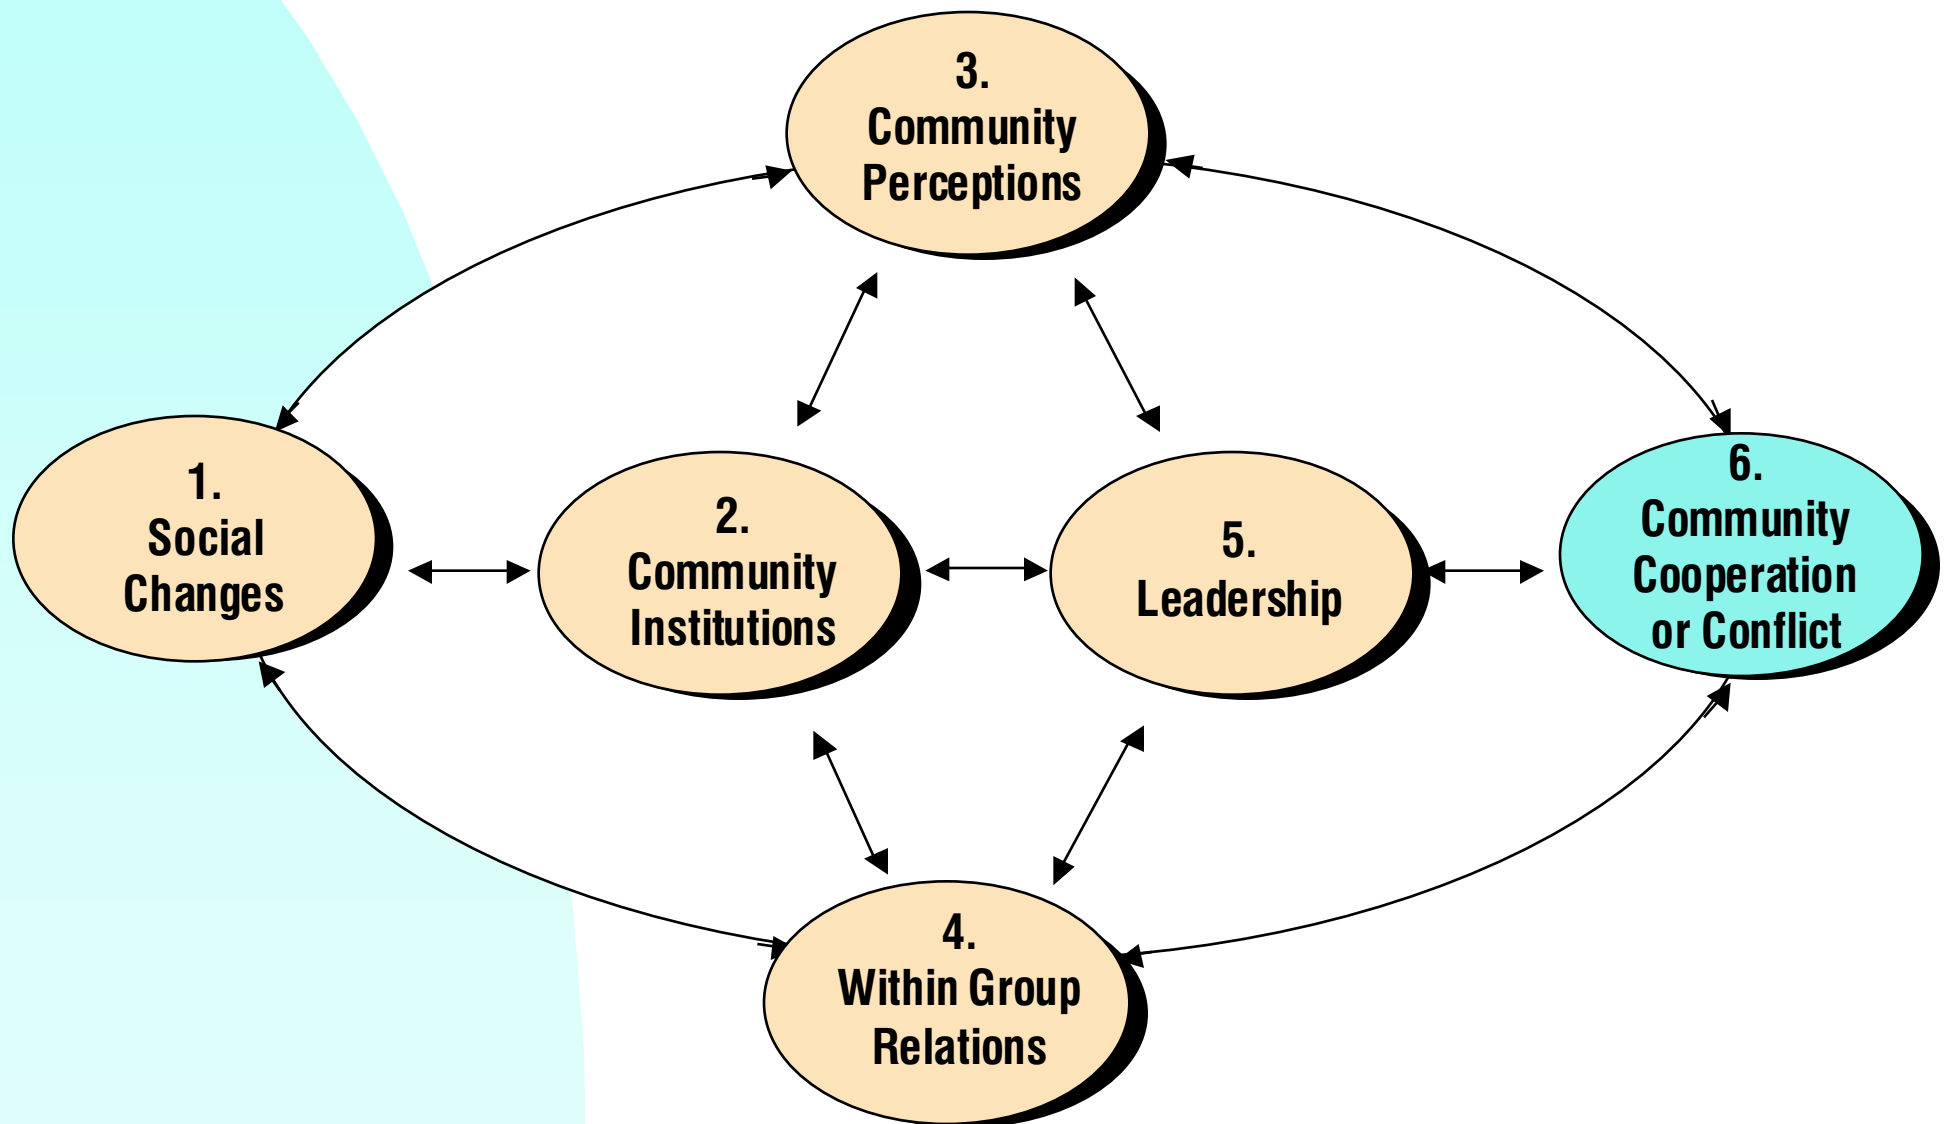 3.
Community
Perceptions
1.
Social
Changes
2.
Community
Institutions
5.
Leadership
6.
Community
Cooperation
or Conflict
4.
Within Group
Relations